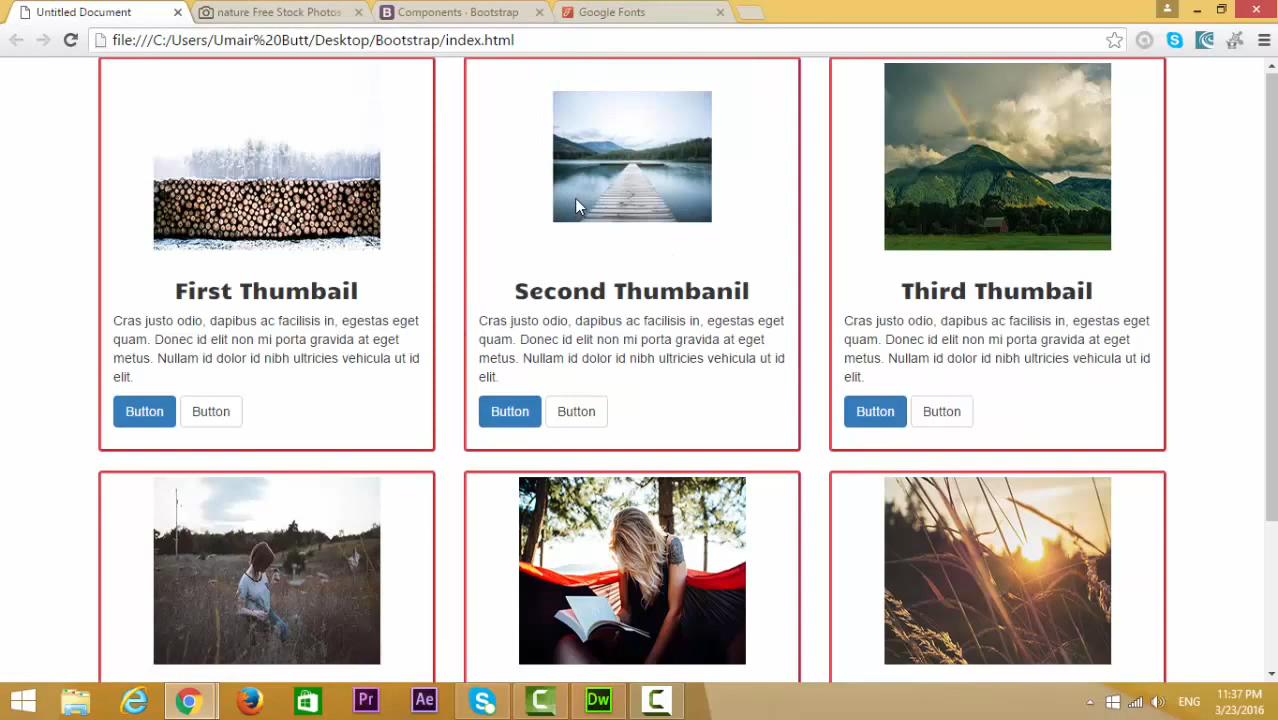 Untitled Document
nature Free Stock Photos
Components · Bootstrap
Google Fonts
file:///C:/Users/Umair%20Butt/Desktop/Bootstrap/index.html
First Thumbail
Cras justo odio, dapibus ac facilisis in, egestas eget
quam. Donec id elit non mi porta gravida at eget
metus. Nullam id dolor id nibh ultricies vehicula ut id
elit.
Button Button
Second Thumbanil
Cras justo odio, dapibus ac facilisis in, egestas eget
quam. Donec id elit non mi porta gravida at eget
metus. Nullam id dolor id nibh ultricies vehicula ut id
elit.
Button Button
Third Thumbail
Cras justo odio, dapibus ac facilisis in, egestas eget
quam. Donec id elit non mi porta gravida at eget
metus. Nullam id dolor id nibh ultricies vehicula ut id
elit.
Button Button
Pr
Ae
Dw
ENG
11:37 PM
3/23/2016